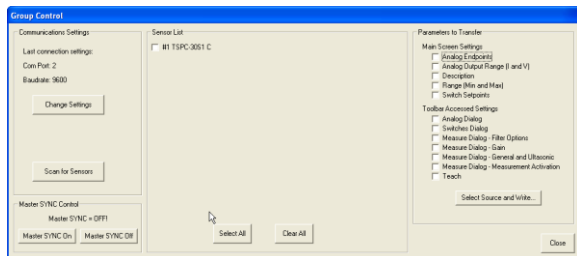 Group Control
Communications Settings
Last connection settings:
Com Port: 2
Baudrate: 9600
Change Settings
Scan for Sensors
Master SYNC Control
Master SYNC = OFF!
Master SYNC On
Master SYNC Off
Sensor List
#1 TSPC-30S1 C
Select All
Clear All
Parameters to Transfer
Main Screen Settings
Analog Endpoints
Analog Output Range (I and V)
Description
Range (Min and Max)
Switch Setpoints
Toolbar Accessed Settings
Analog Dialog
Switches Dialog
Measure Dialog - Filter Options
Measure Dialog - Gain
Measure Dialog - General and Ultrasonic
Measure Dialog - Measurement Activation
Teach
Select Source and Write...
Close